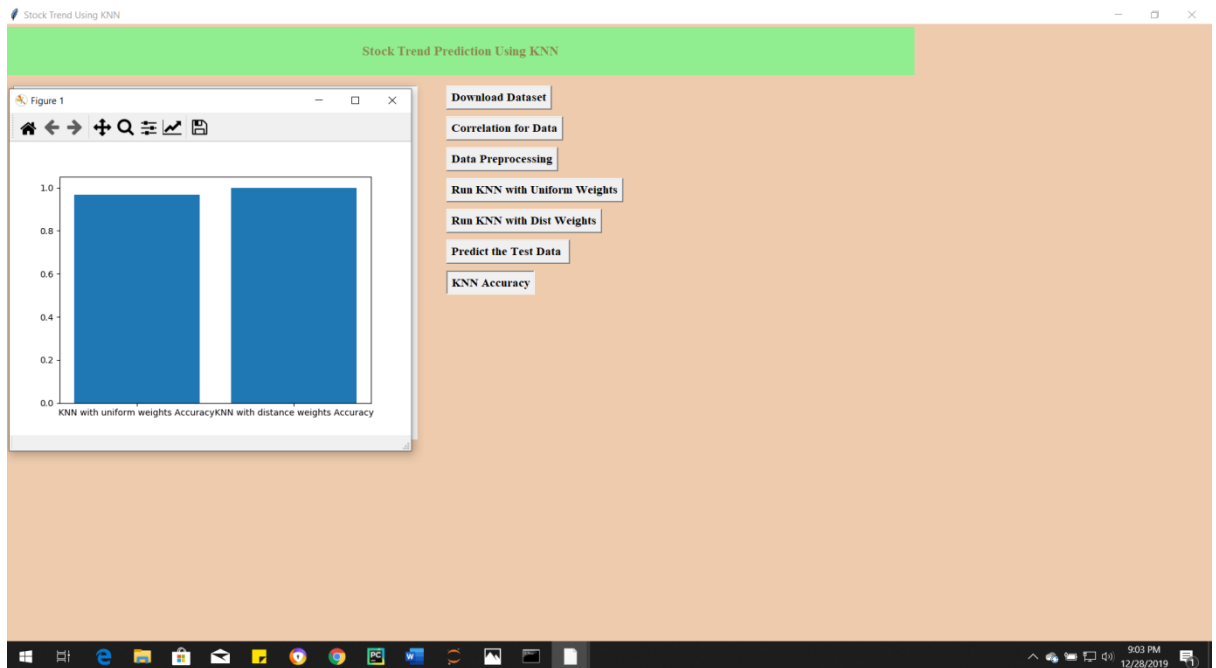 Stock Trend Using KNN
Stock Trend Prediction Using KNN
Figure 1
1.0
0.8
0.6
0.4
0.2
0.0
KNN with uniform weights AccuracyKNN with distance weights Accuracy
Download Dataset
Correlation for Data
Data Preprocessing
Run KNN with Uniform Weights
Run KNN with Dist Weights
Predict the Test Data
KNN Accuracy
9:03 PM
12/28/2019